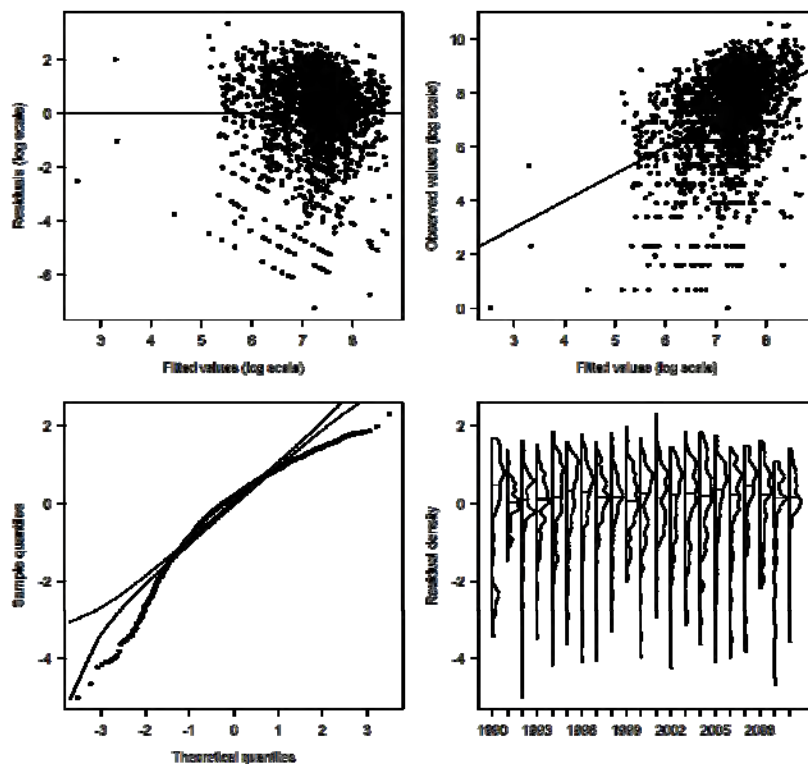 Residuals (log scale)
2
0
-2
-4
-6
3 4 5 6 7 8
Fitted values (log scale)
Observed values (log scale)
10
8
6
4
2
0
3 4 5 6 7 8
Fitted values (log scale)
Sample quantiles
2
0
-2
-4
-3 -2 -1 0 1 2 3
Theoretical quantiles
Residual density
2
0
-2
-4
1990 1993 1996 1999 2002 2005 2008